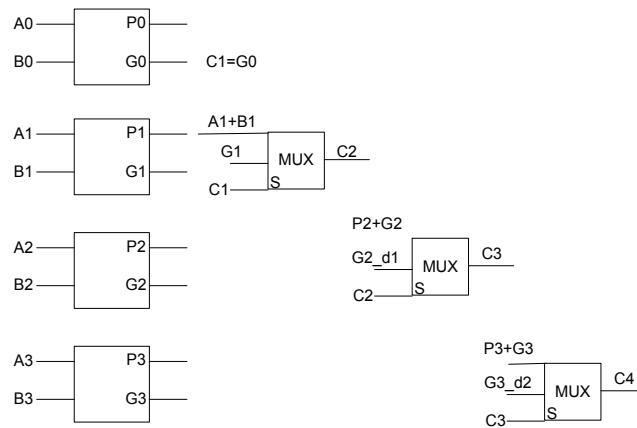 A0 P0
B0 G0 C1=G0
A1 P1 A1+B1
G1 MUX C2
B1 G1
C1 S
P2+G2
A2 P2
G2_d1 MUX C3
B2 G2
C2 S
P3+G3
A3 P3
G3_d2 MUX C4
B3 G3
C3 S